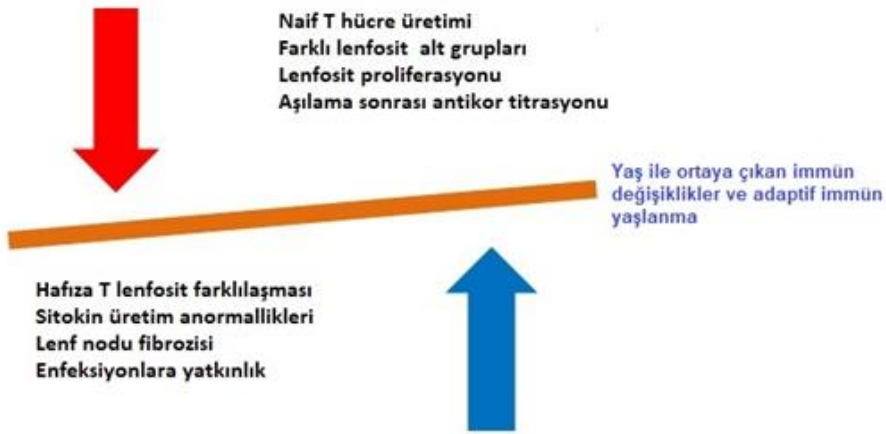 Naif T hücre üretimi
Farklı lenfosit alt grupları
Lenfosit proliferasyonu
Aşılama sonrası antikor titrasyonu
Yaş ile ortaya çıkan immün
değişiklikler ve adaptif immün
yaşlanma
Hafıza T lenfosit farklılaşması
Sitokin üretim anormallikleri
Lenf nodu fibrozisi
Enfeksiyonlara yatkınlık